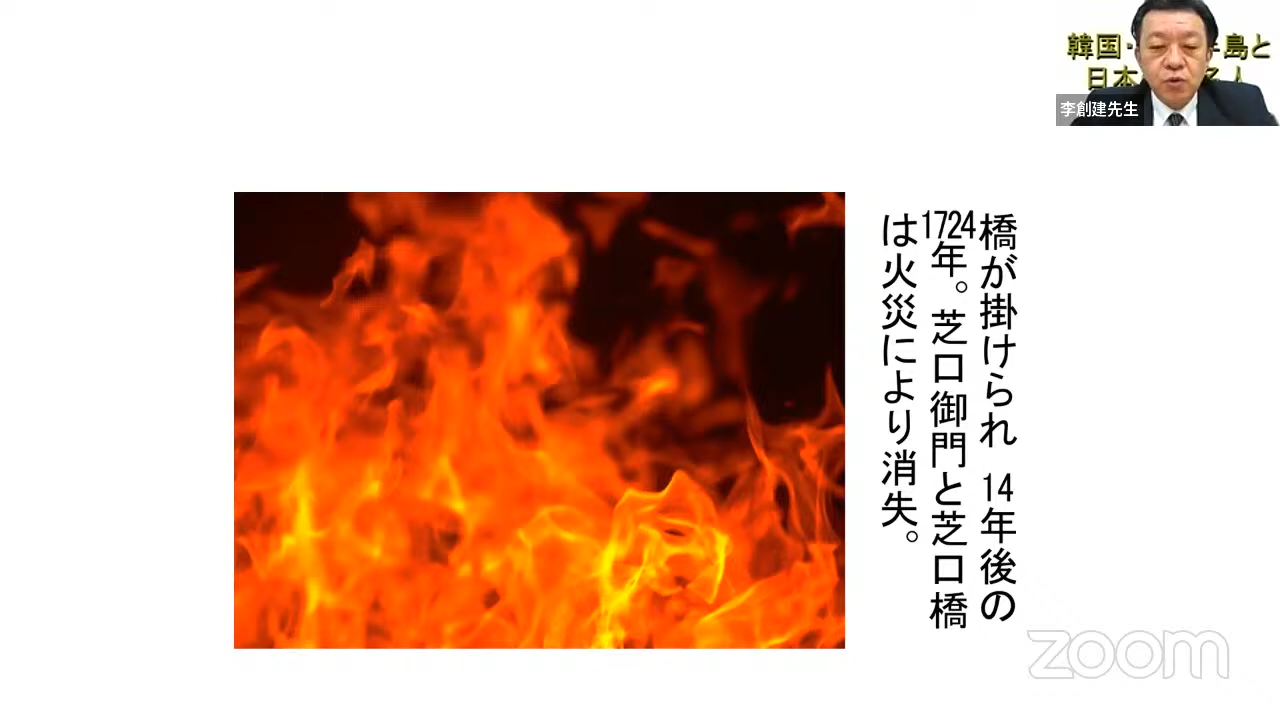 韓国・
島と
日本
人
李創建先生
橋が掛けられ 14年後の
1724年。芝口御門と芝口橋
は火災により消失。
zoom